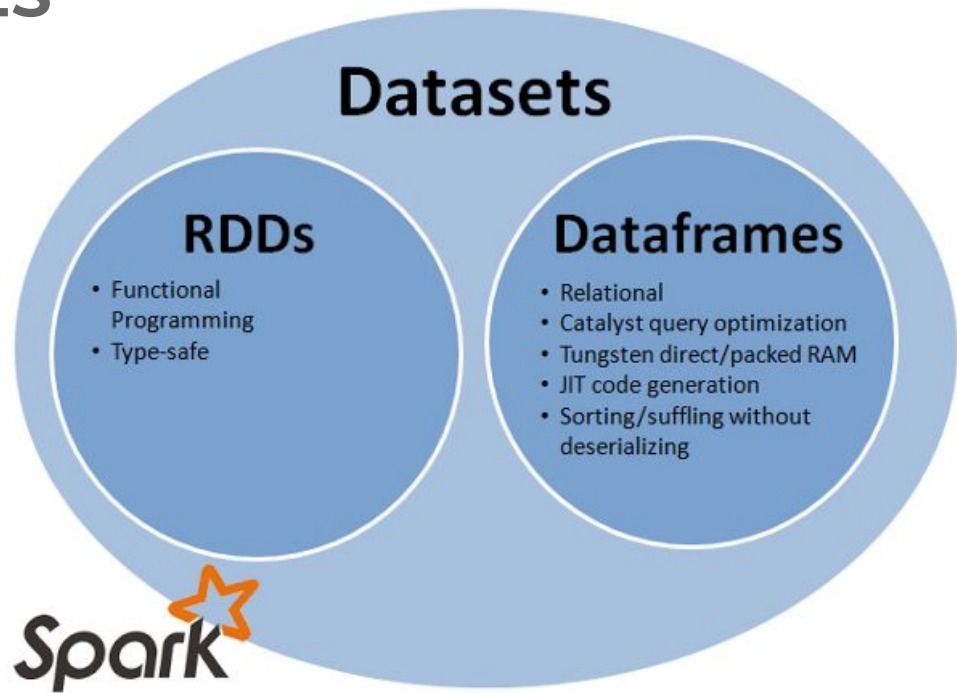 Datasets
RDDs
• Functional
Programming
• Type-safe
Dataframes
• Relational
• Catalyst query optimization
• Tungsten direct/packed RAM
• JIT code generation
• Sorting/suffling without
deserializing
Spark